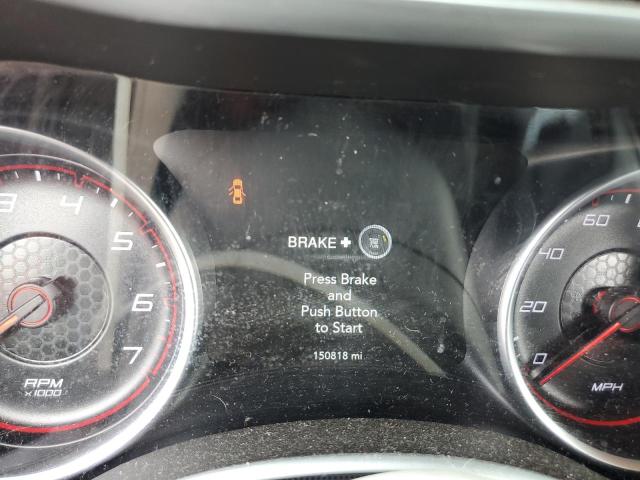 3 4 5 6 7
RPM
x1000
BRAKE +
Press Brake
and
Push Button
to Start
150818 mi
60
40
20
0
MPH